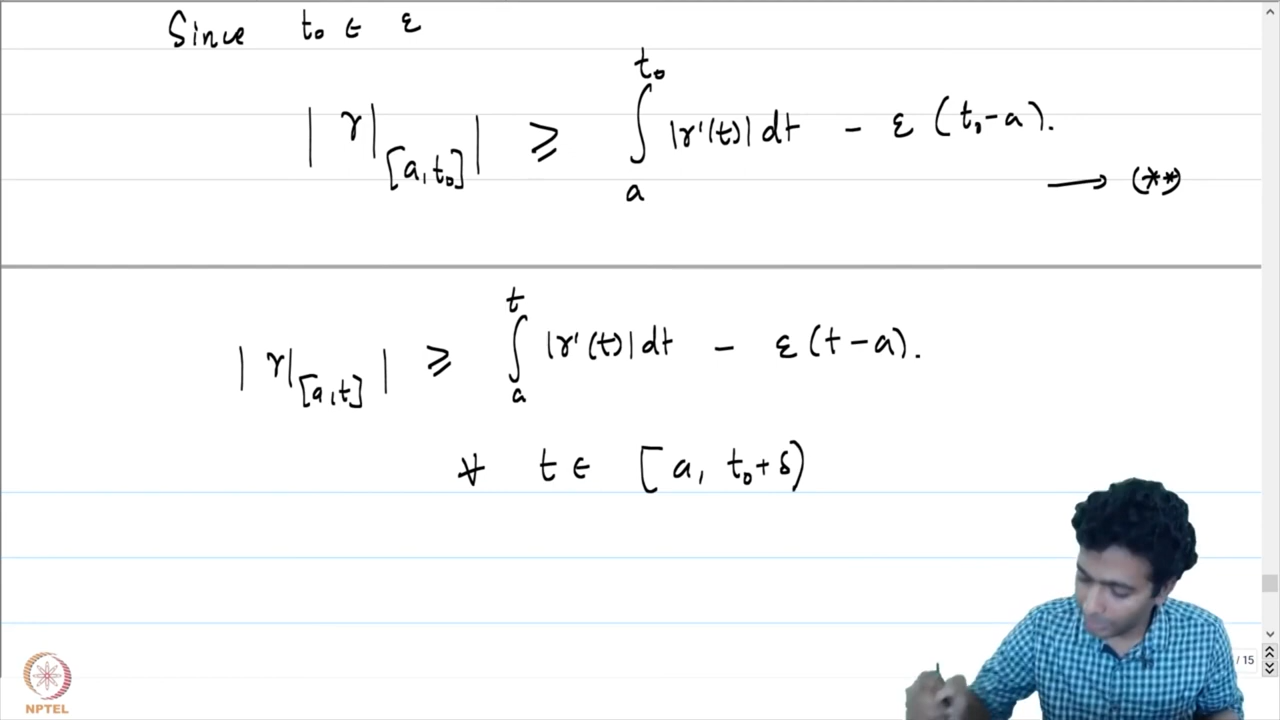 Since t₀ ∈ ε
| γ|[a,t₀] | ⩾ ∫ₐ^t₀ |γ'(t)| dt - ε (t₀-a).
⟶ (**)
| γ|[a,t] | ⩾ ∫ₐ^t |γ'(t)| dt - ε (t-a).
∀ t ∈ [a, t₀+δ)
/ 15
NPTEL